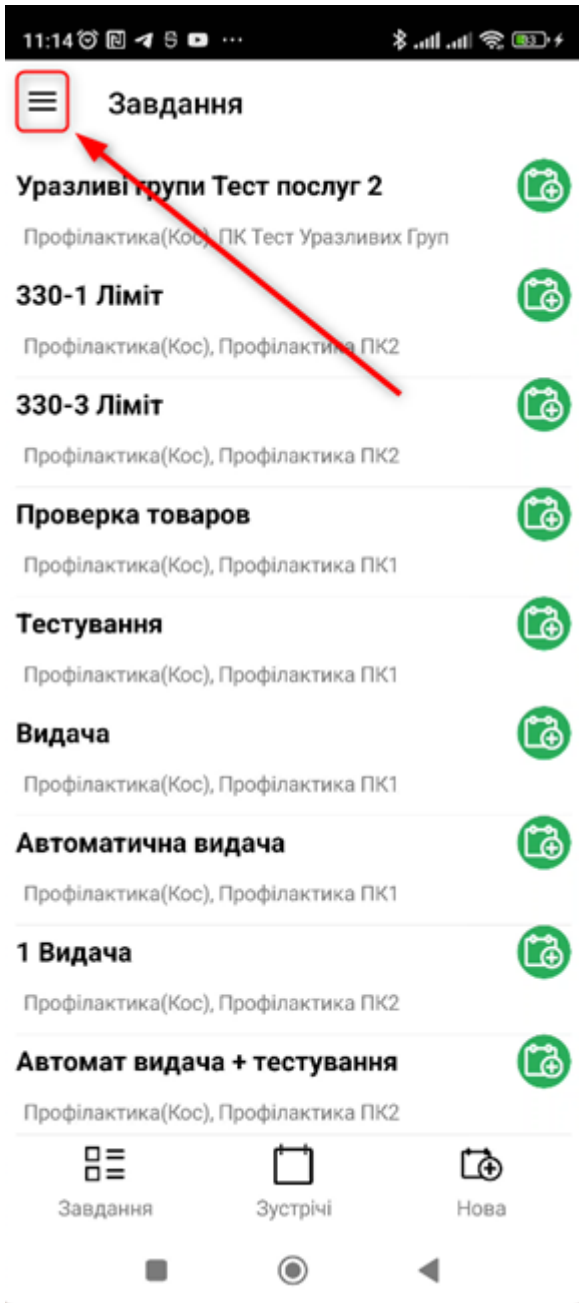 11:14
83
Завдання
Уразливі групи Тест послуг 2
Профілактика(Кос), ПК Тест Уразливих Груп
330-1 Ліміт
Профілактика(Кос), Профілактика ПК2
330-3 Ліміт
Профілактика(Кос), Профілактика ПК2
Проверка товаров
Профілактика(Кос), Профілактика ПК1
Тестування
Профілактика(Кос), Профілактика ПК1
Видача
Профілактика(Кос), Профілактика ПК1
Автоматична видача
Профілактика(Кос), Профілактика ПК1
1 Видача
Профілактика(Кос), Профілактика ПК2
Автомат видача + тестування
Профілактика(Кос), Профілактика ПК2
Завдання Зустрічі Нова